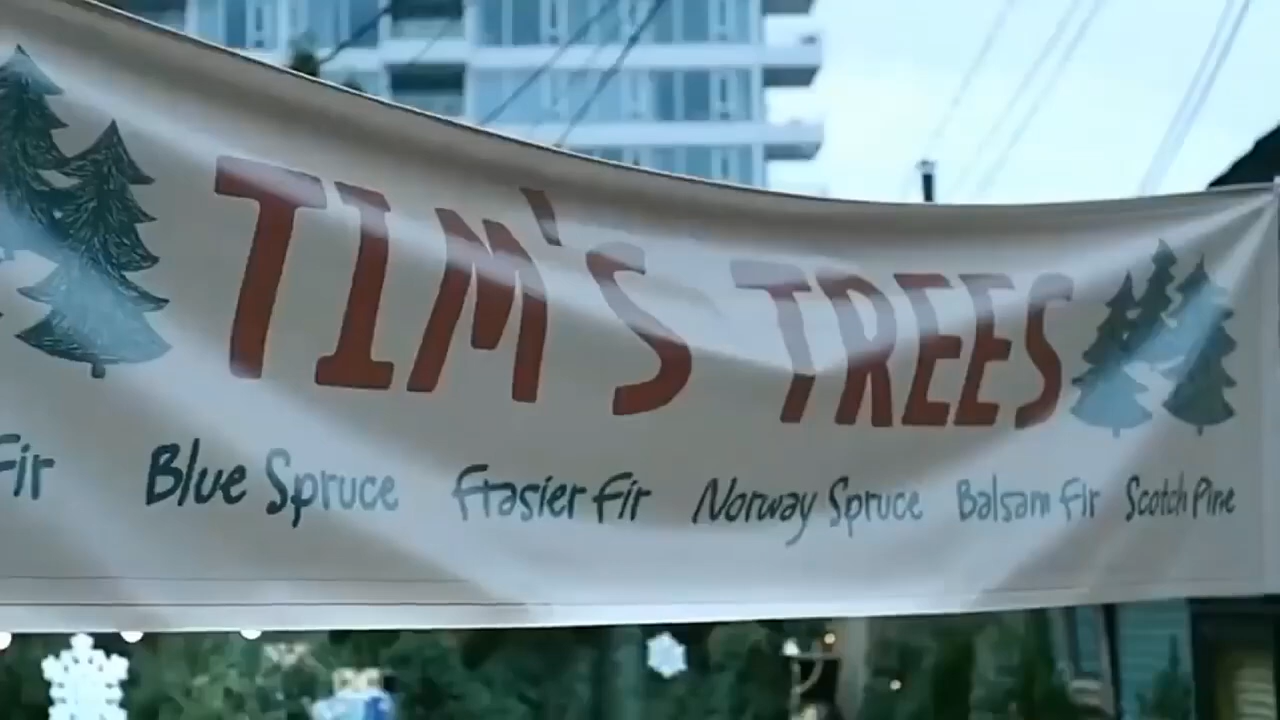 TIM'S TREES
Fir Blue Spruce Frasier Fir Norway Spruce Balsam Fir Scotch Pine